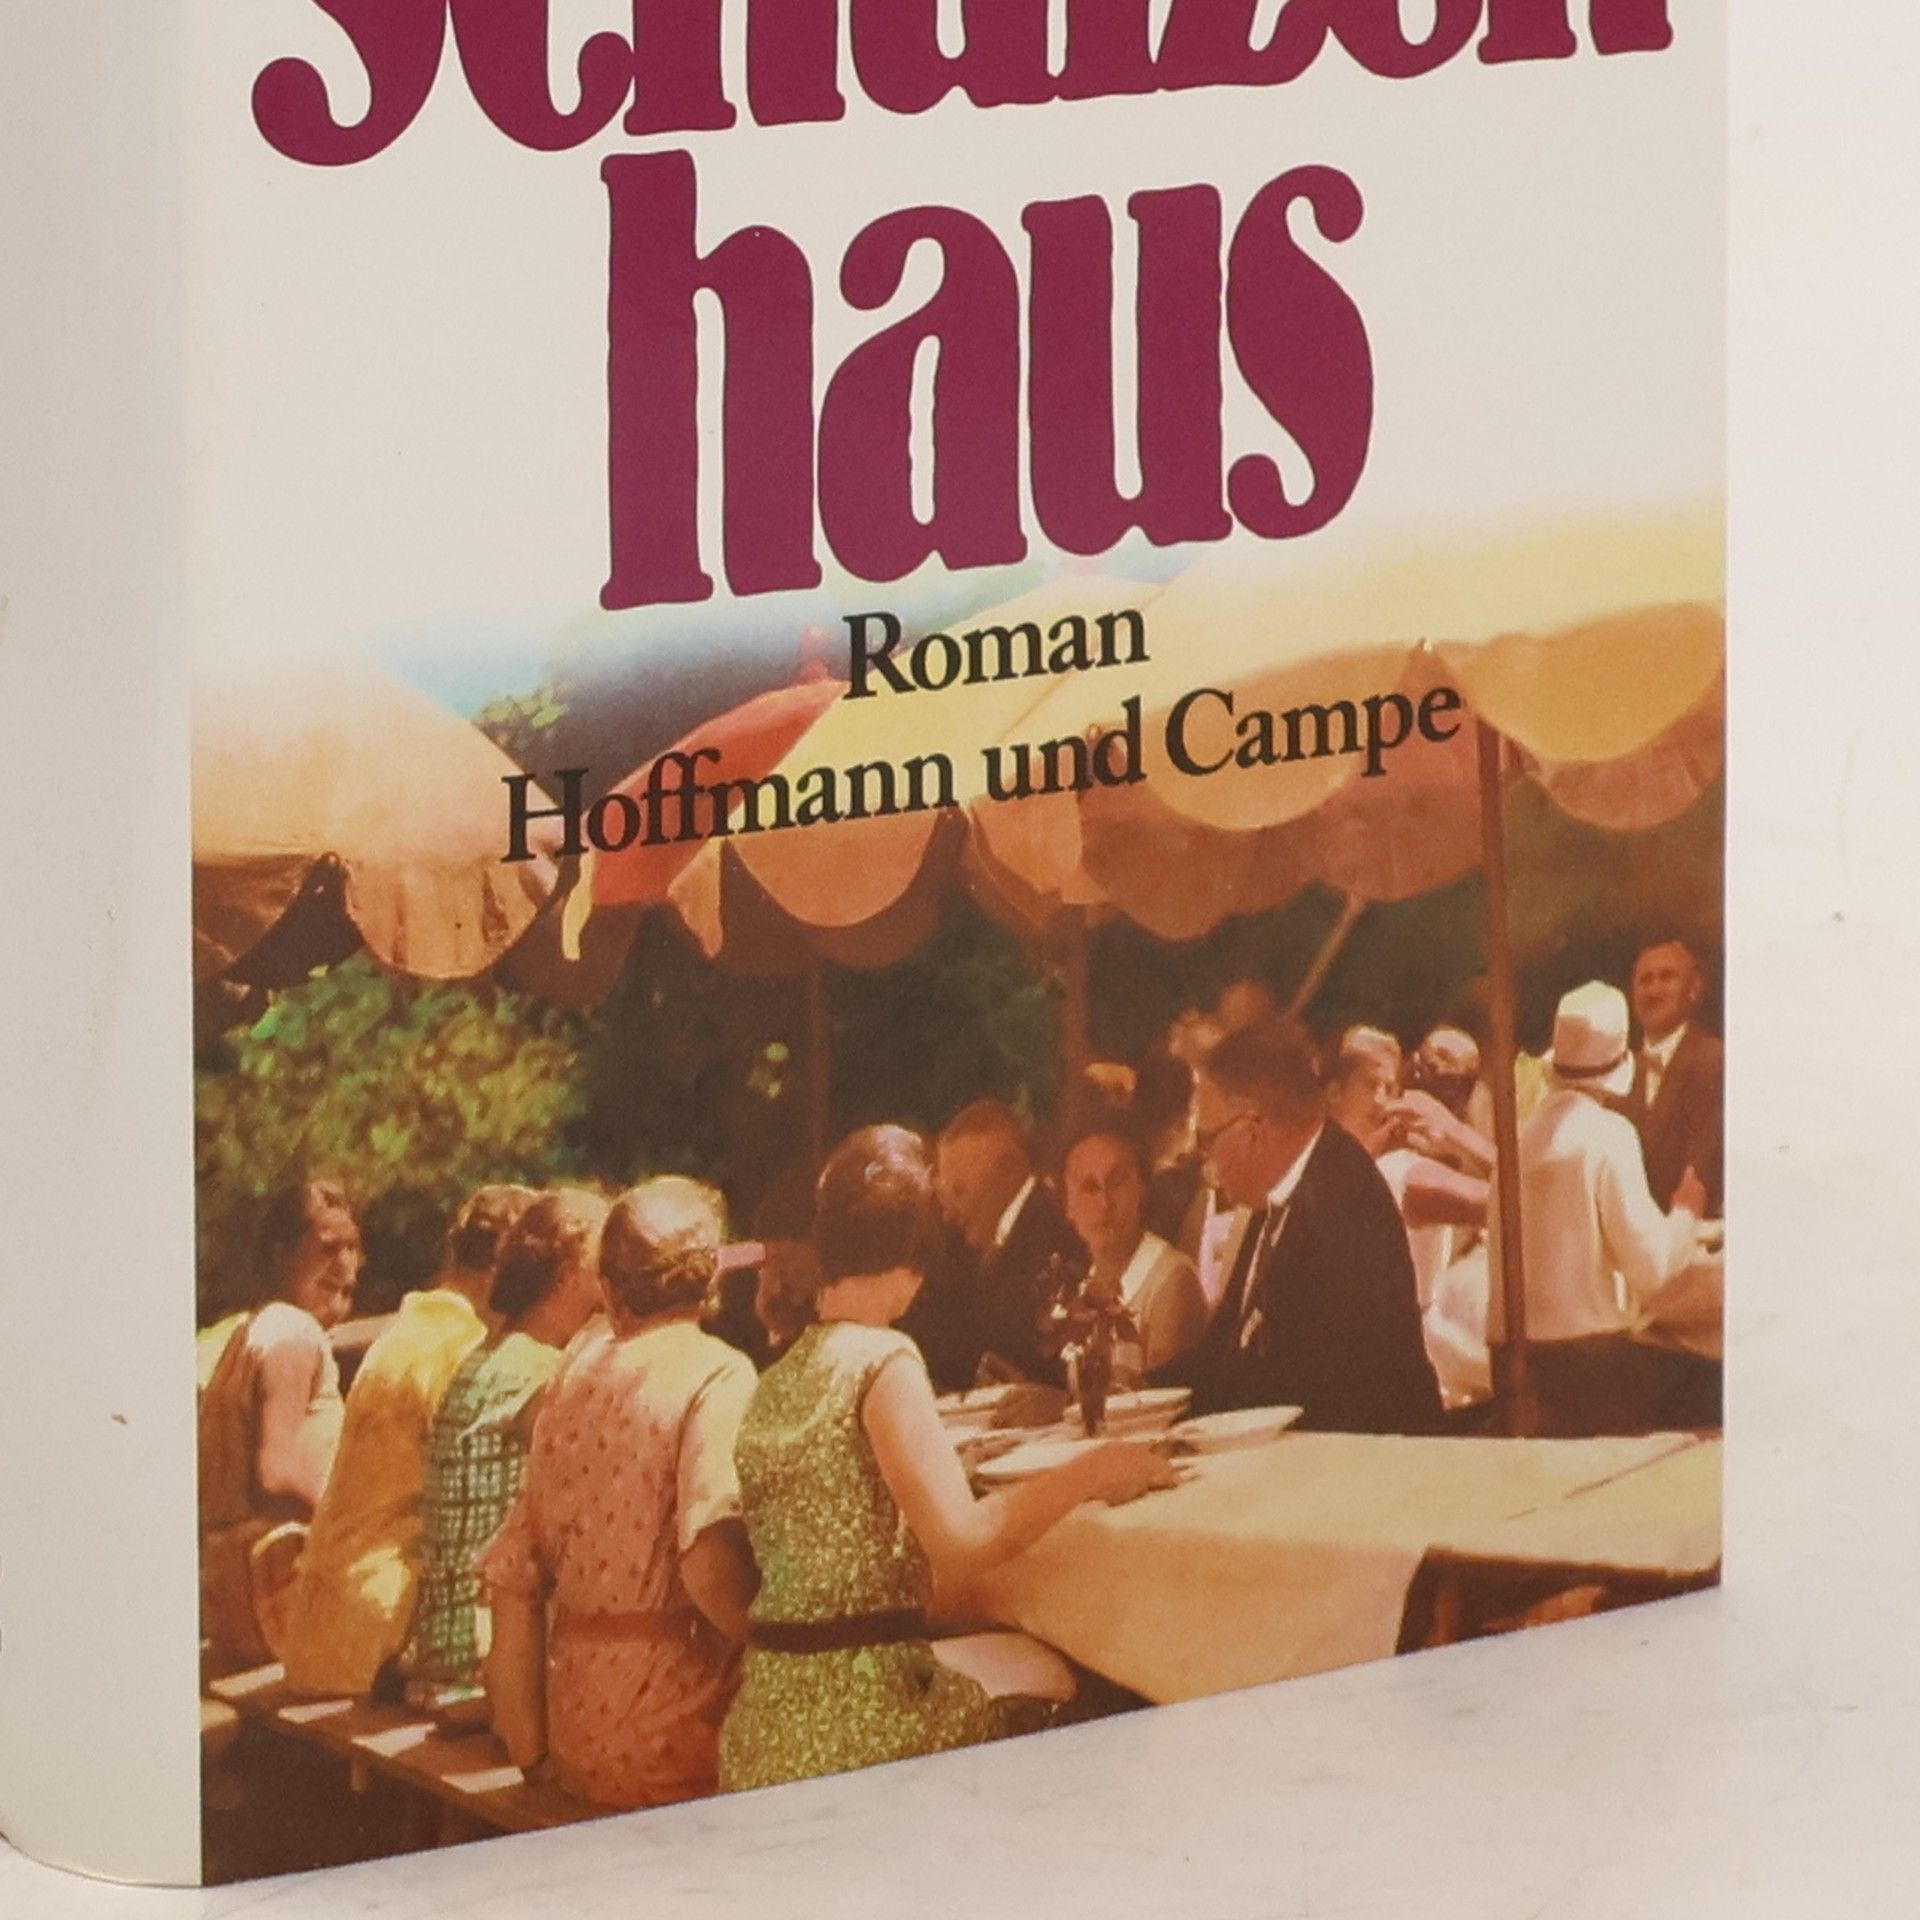 haus
Roman
Hoffmann und Campe